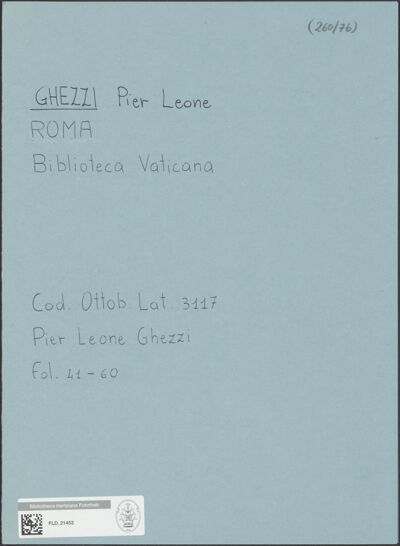 (260/76)
GHEZZI Pier Leone
ROMA
Biblioteca Vaticana
Cod. Ottob. Lat. 3117
Pier Leone Ghezzi
Fol. 41-60
Bibliotheca Hertziana Fotothek
FLD_21453